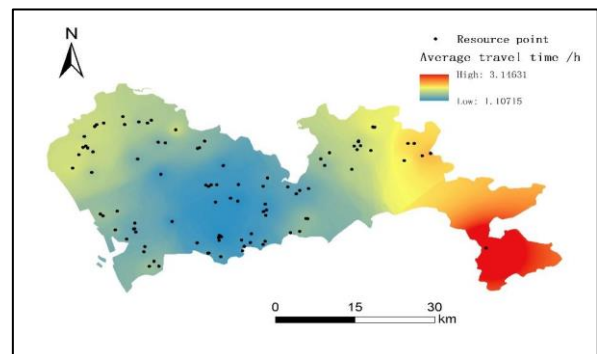 N
Resource point
Average travel time /h
High: 3.14631
Low: 1.10715
0 15 30
km